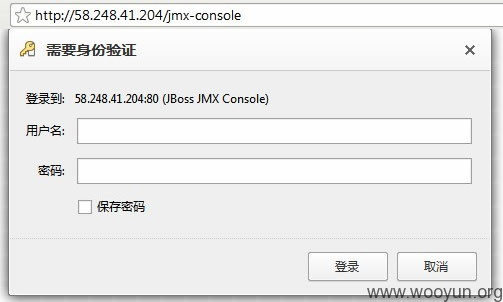 http://58.248.41.204/jmx-console
需要身份验证
登录到: 58.248.41.204:80 (JBoss JMX Console)
用户名:
密码:
保存密码
登录 取消
www.wooyun.org